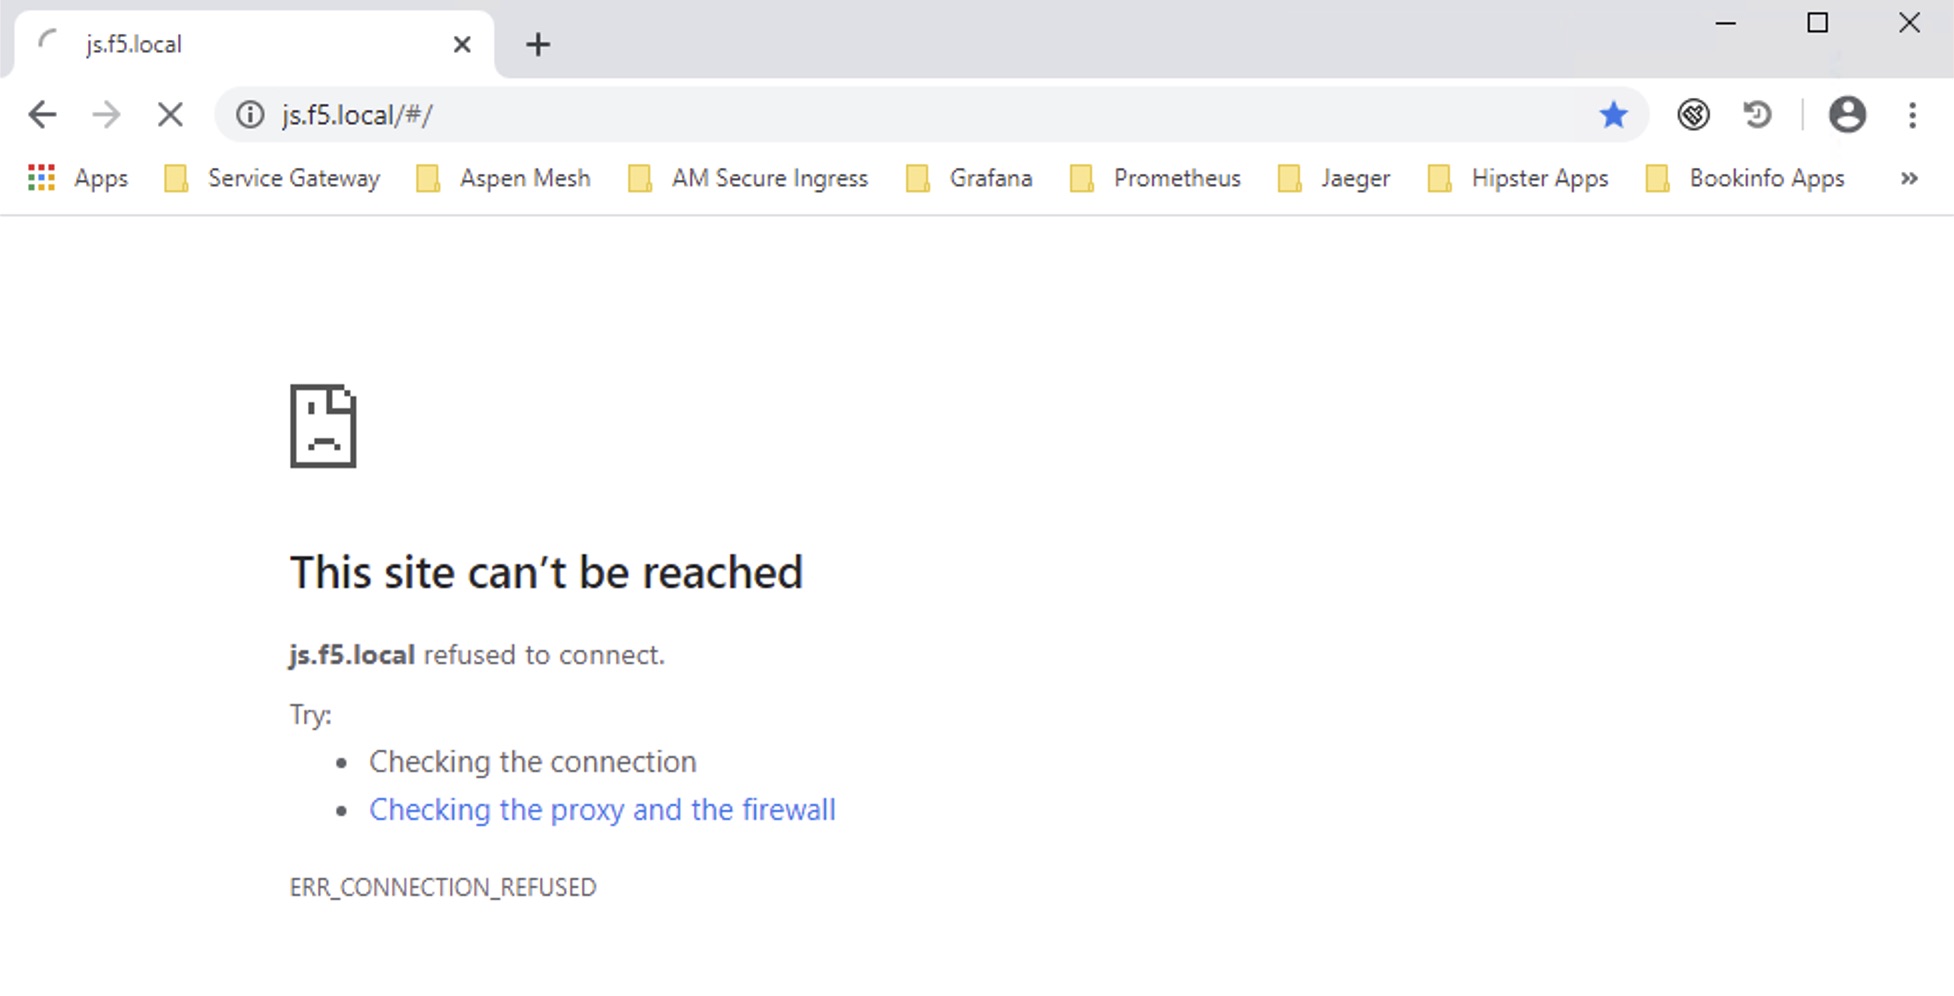 js.f5.local
js.f5.local/#/
Apps Service Gateway Aspen Mesh AM Secure Ingress Grafana Prometheus Jaeger Hipster Apps Bookinfo Apps »
This site can’t be reached
js.f5.local refused to connect.
Try:
• Checking the connection
• Checking the proxy and the firewall
ERR_CONNECTION_REFUSED